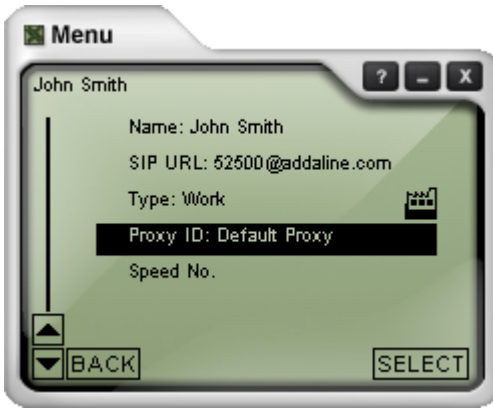 Menu
? – X
John Smith
Name: John Smith
SIP URL: 52500@addaline.com
Type: Work
Proxy ID: Default Proxy
Speed No.
BACK
SELECT